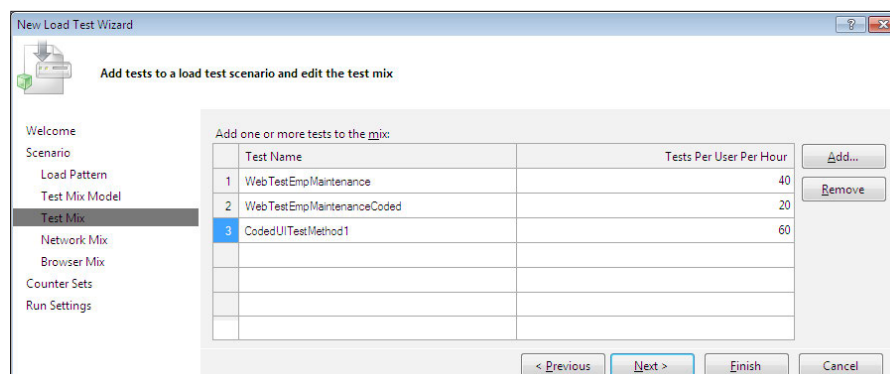 New Load Test Wizard
Add tests to a load test scenario and edit the test mix
Welcome
Scenario
Load Pattern
Test Mix Model
Test Mix
Network Mix
Browser Mix
Counter Sets
Run Settings
Add one or more tests to the mix:
Test Name Tests Per User Per Hour
1 WebTestEmpMaintenance 40
2 WebTestEmpMaintenanceCoded 20
3 CodedUITestMethod1 60
Add...
Remove
< Previous Next > Finish Cancel